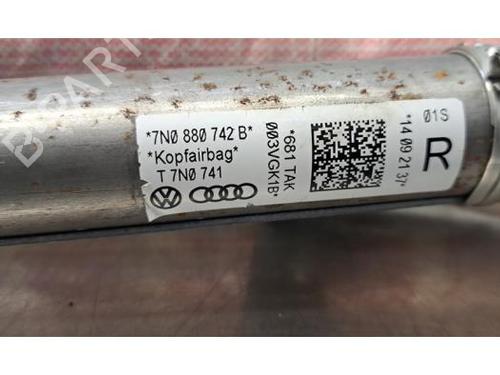 *7N0 880 742 B*
*Kopfairbag*
T 7N0 741
*681 TAK
003VGK1B*
*14 09 21 37*
01S
R
B-PARTS